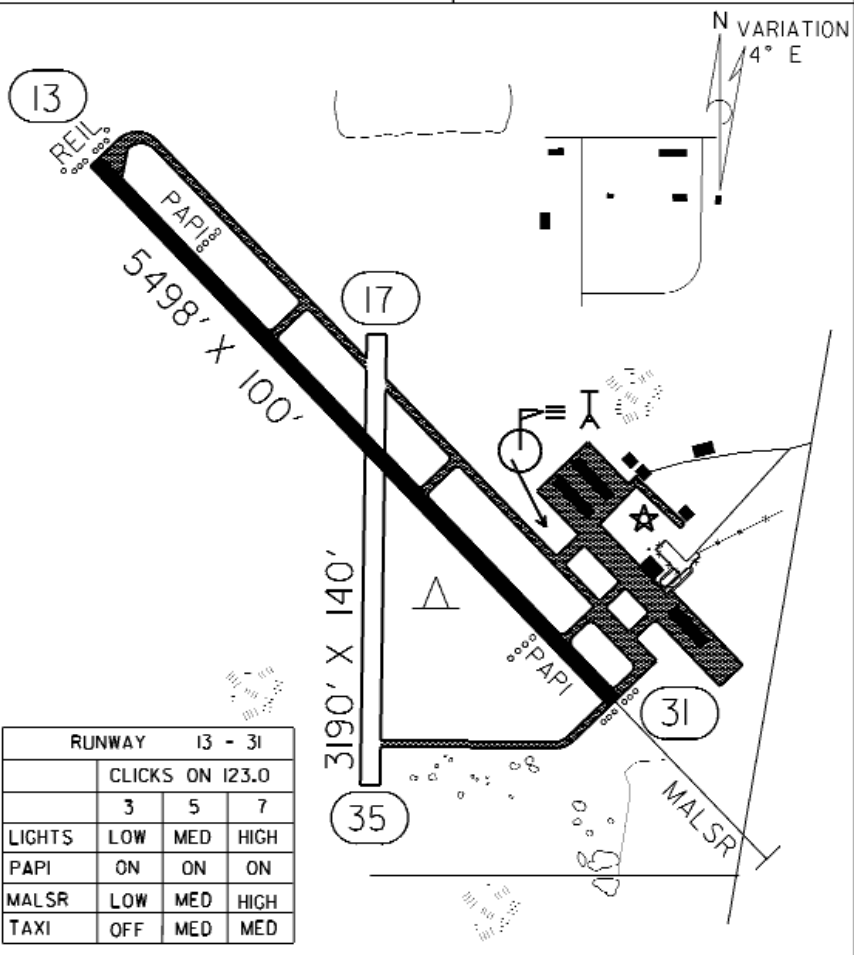 N VARIATION
4° E
13
REIL
PAPI
5498' X 100'
17
3190' X 140'
PAPI
31
35
MALSR
RUNWAY 13 - 31
CLICKS ON 123.0
3 5 7
LIGHTS LOW MED HIGH
PAPI ON ON ON
MALSR LOW MED HIGH
TAXI OFF MED MED